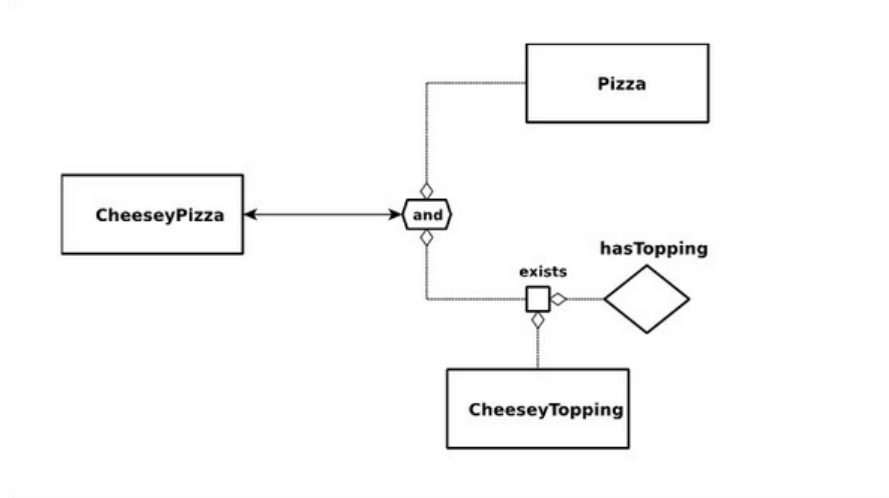 Pizza
CheeseyPizza
and
hasTopping
exists
CheeseyTopping